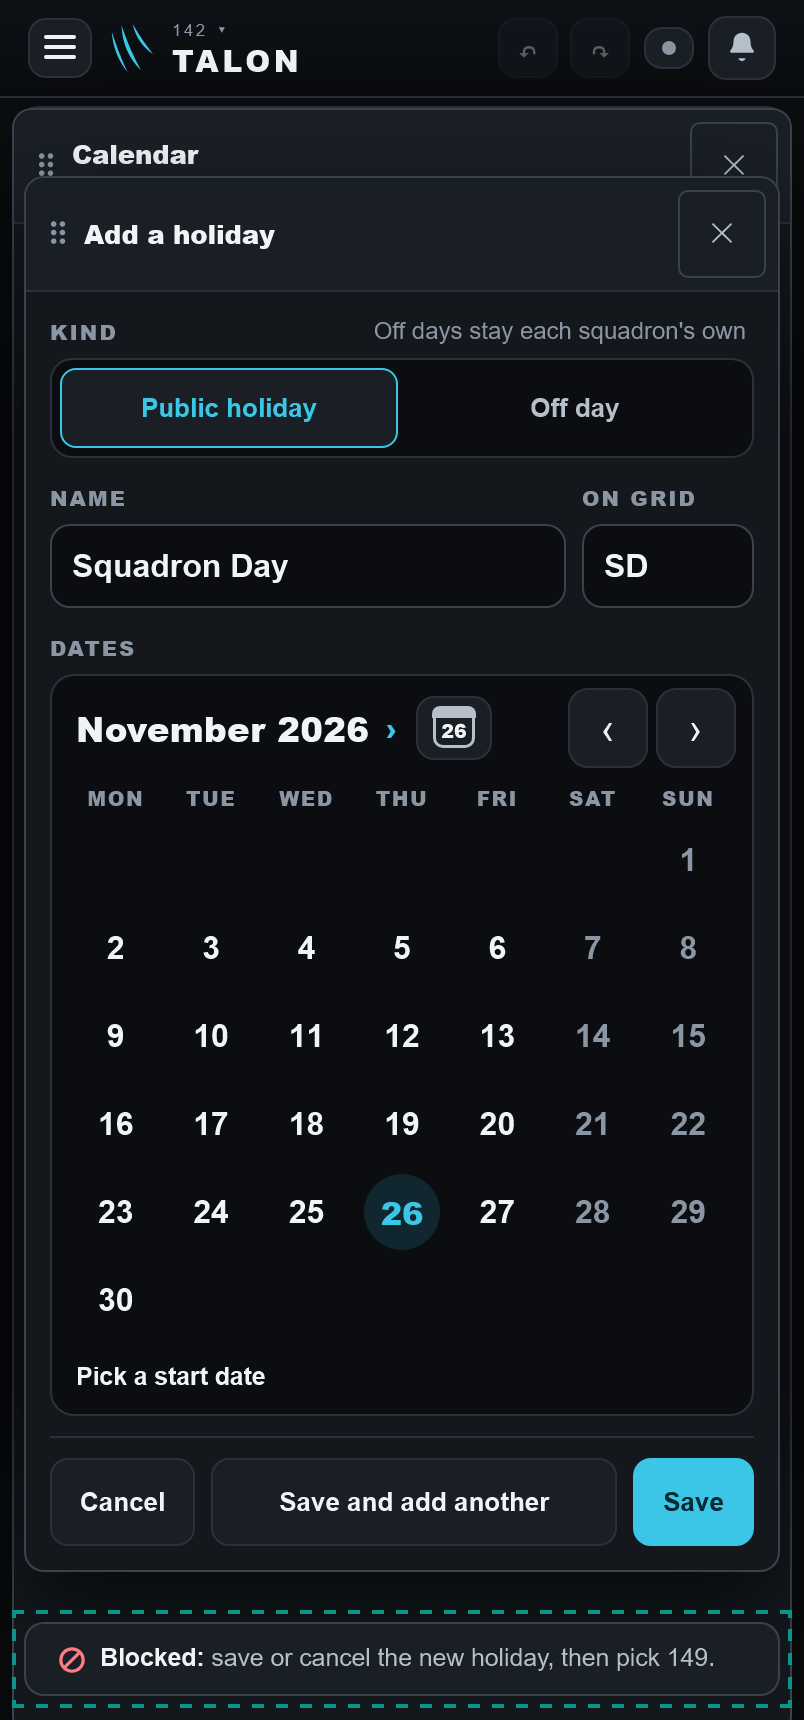 142 ▾
TALON
Calendar
Add a holiday
KIND
Off days stay each squadron's own
Public holiday
Off day
NAME
ON GRID
Squadron Day
SD
DATES
November 2026 ›
26
‹ ›
MON TUE WED THU FRI SAT SUN
1
2 3 4 5 6 7 8
9 10 11 12 13 14 15
16 17 18 19 20 21 22
23 24 25 26 27 28 29
30
Pick a start date
Cancel
Save and add another
Save
Blocked: save or cancel the new holiday, then pick 149.